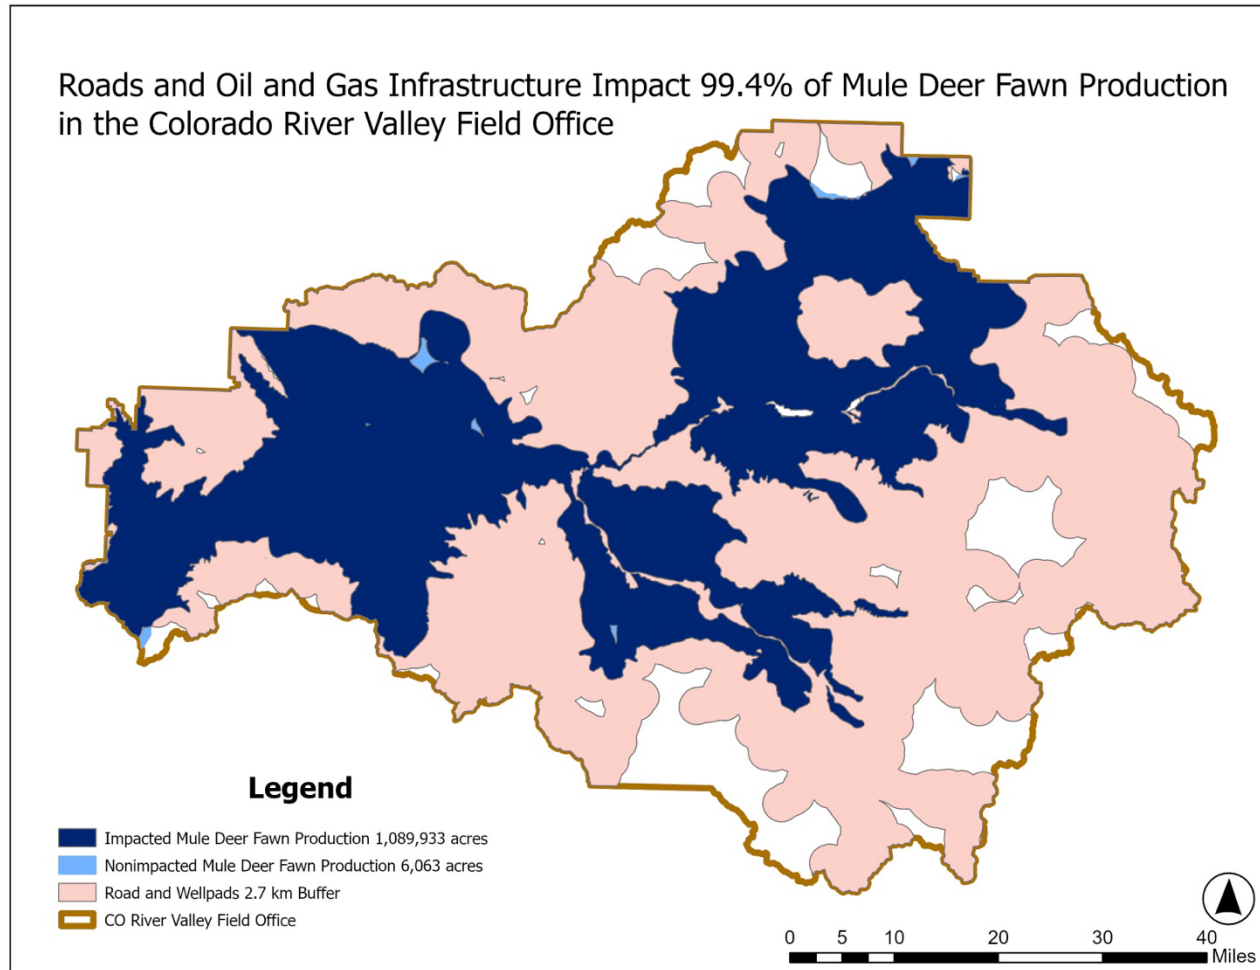 Roads and Oil and Gas Infrastructure Impact 99.4% of Mule Deer Fawn Production
in the Colorado River Valley Field Office
Legend
Impacted Mule Deer Fawn Production 1,089,933 acres
Nonimpacted Mule Deer Fawn Production 6,063 acres
Road and Wellpads 2.7 km Buffer
CO River Valley Field Office
0 5 10 20 30 40
Miles